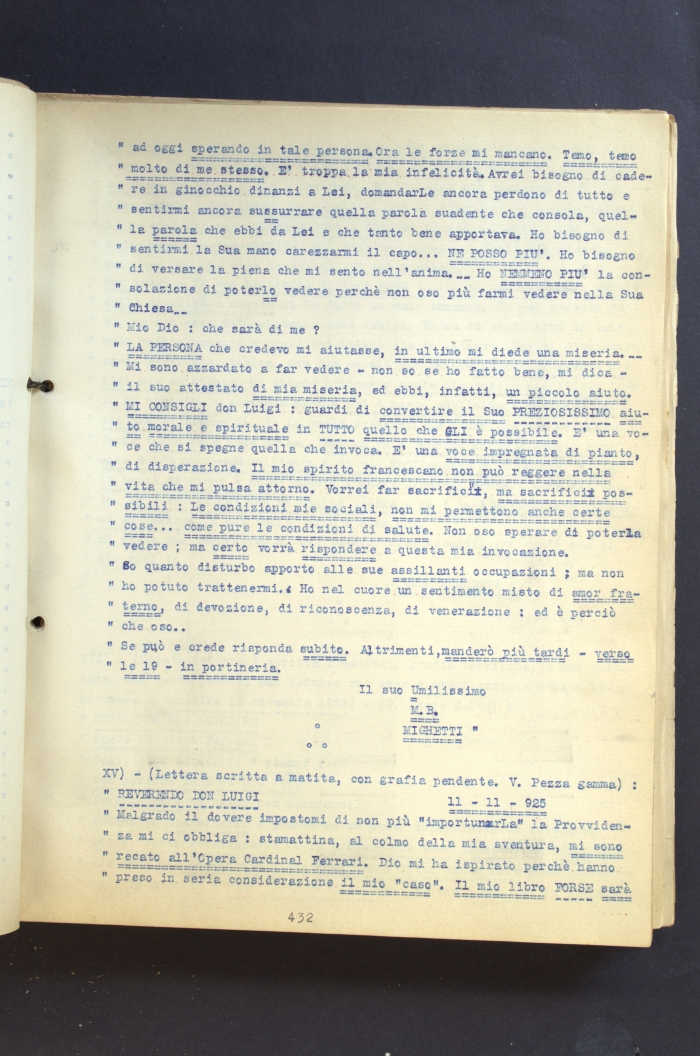 " ad oggi sperando in tale persona. Ora le forze mi mancano. Temo, temo
" molto di me stesso. E' troppa la mia infelicità. Avrei bisogno di cade-
" re in ginocchio dinanzi a Lei, domandarLe ancora perdono di tutto e
" sentirmi ancora sussurrare quella parola suadente che consola, quel-
" la parola che ebbi da Lei e che tanto bene apportava. Ho bisogno di
" sentirmi la Sua mano carezzarmi il capo... NE POSSO PIU'. Ho bisogno
" di versare la piena che mi sento nell'anima... Ho NEMMENO PIU' la con-
" solazione di poterlo vedere perchè non oso più farmi vedere nella Sua
" Chiesa..
" Mio Dio : che sarà di me ?
" LA PERSONA che credevo mi aiutasse, in ultimo mi diede una miseria...
" Mi sono azzardato a far vedere - non so se ho fatto bene, mi dica -
" il suo attestato di mia miseria, ed ebbi, infatti, un piccolo aiuto.
" MI CONSIGLI don Luigi : guardi di convertire il Suo PREZIOSISSIMO aiu-
" to morale e spirituale in TUTTO quello che GLI è possibile. E' una vo-
" ce che si spegne quella che invoca. E' una voce impregnata di pianto,
" di disperazione. Il mio spirito francescano non può reggere nella
" vita che mi pulsa attorno. Vorrei far sacrifici, ma sacrifici pos-
" sibili : Le condizioni mie sociali, non mi permettono anche certe
" cose... come pure le condizioni di salute. Non oso sperare di poterla
" vedere ; ma certo vorrà rispondere a questa mia invocazione.
" So quanto disturbo apporto alle sue assillanti occupazioni ; ma non
" ho potuto trattenermi. Ho nel cuore un sentimento misto di amor fra-
" terno, di devozione, di riconoscenza, di venerazione : ed è perciò
" che oso..
" Se può e crede risponda subito. Altrimenti, manderò più tardi - verso
" le 19 - in portineria.
Il suo Umilissimo
M.B.
MIGHETTI "
XV) - (Lettera scritta a matita, con grafia pendente. V. Pezza gamma) :
" REVERENDO DON LUIGI 11 - 11 - 925
" Malgrado il dovere impostomi di non più "importunarLa" la Provviden-
" za mi ci obbliga : stamattina, al colmo della mia sventura, mi sono
" recato all'Opera Cardinal Ferrari. Dio mi ha ispirato perchè hanno
" preso in seria considerazione il mio "caso". Il mio libro FORSE sarà
432